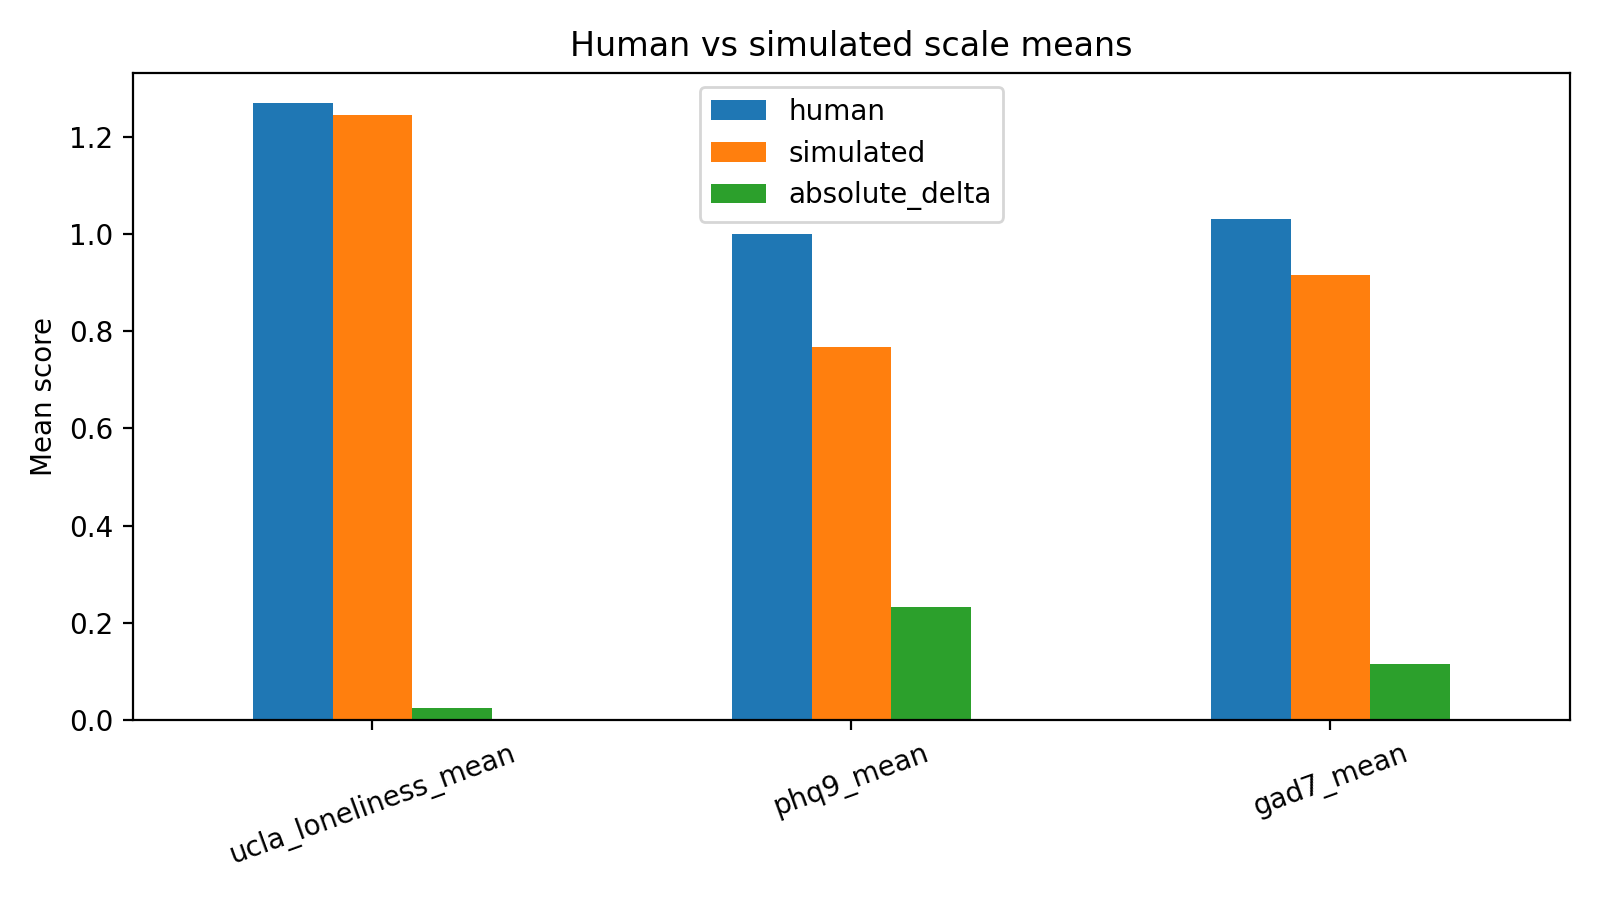 Human vs simulated scale means
human
simulated
absolute_delta
Mean score
1.2
1.0
0.8
0.6
0.4
0.2
0.0
ucla_loneliness_mean
phq9_mean
gad7_mean